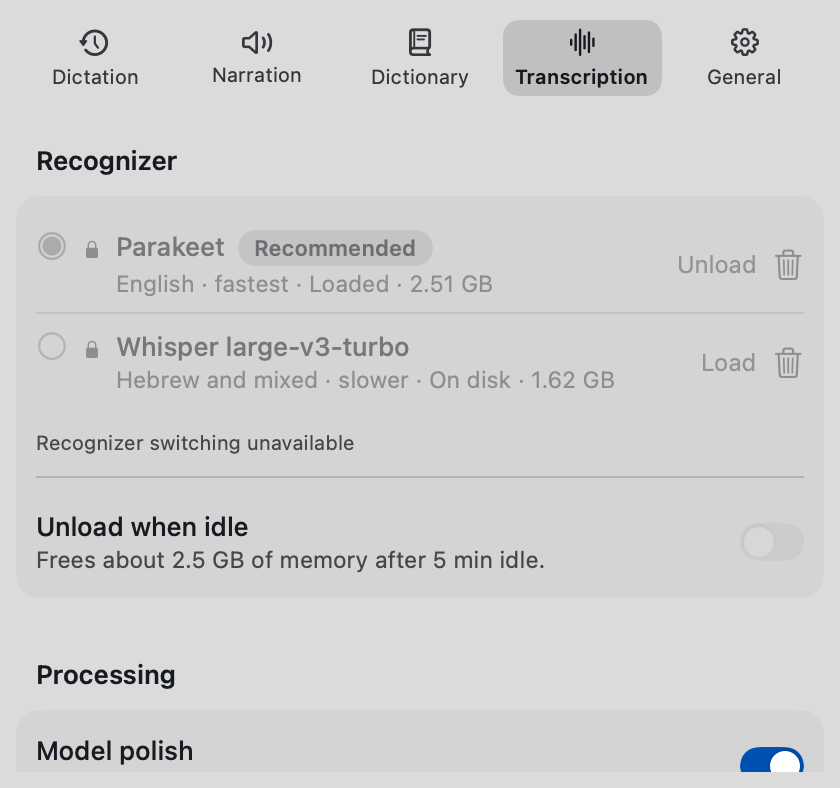 Dictation
Narration
Dictionary
Transcription
General
Recognizer
Parakeet Recommended
English · fastest · Loaded · 2.51 GB
Unload
Whisper large-v3-turbo
Hebrew and mixed · slower · On disk · 1.62 GB
Load
Recognizer switching unavailable
Unload when idle
Frees about 2.5 GB of memory after 5 min idle.
Processing
Model polish